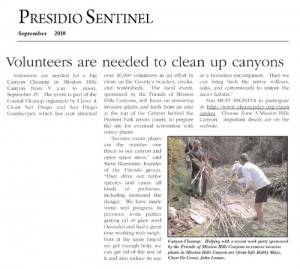 PRESIDIO SENTINEL
September 2010
Volunteers are needed to clean up canyons
Volunteers are needed for a big
Canyon Cleanup in Mission Hills
Canyon from 9 a.m. to noon,
September 25. The event is part of the
Coastal Cleanup organized by I Love A
Clean San Diego and San Diego
Coastkeeper, which last year attracted
over 10,000 volunteers in an effort to
clean up the County's beaches, creeks,
and watersheds. The local event,
sponsored by the Friends of Mission
Hills Canyons, will focus on removing
invasive plants and trash from an area
at the top of the Canyon behind the
Pioneer Park tennis courts, to prepare
the site for eventual restoration with
native plants.
"Invasive exotic plants
are the number one
threat to our canyon and
open space areas," said
founder
of the Friends group.
"They drive out native
species and cause all
kinds of problems,
including increased fire
danger. We have made
some real progress in
previous work parties
getting rid of giant reed
(Arundo) and had a great
time working with neigh-
bors at the same time. If
we get enough help, we
can get rid of the rest of
it and also reduce its use
as a homeless encampment. Then we
can bring back the native willows,
oaks, and cottonwoods to restore the
area's habitat."
You MUST REGISTER to participate
at
Choose Zone 3/Mission Hills
Canyon. Important details are on the
website.
Canyon Cleanup. Helping with a recent work party sponsored
by the Friends of Mission Hills Canyons to remove invasive
plants in Mission Hills Canyon are (from left) Bobby Mays,
Cheri De Cesso, John Lomac.